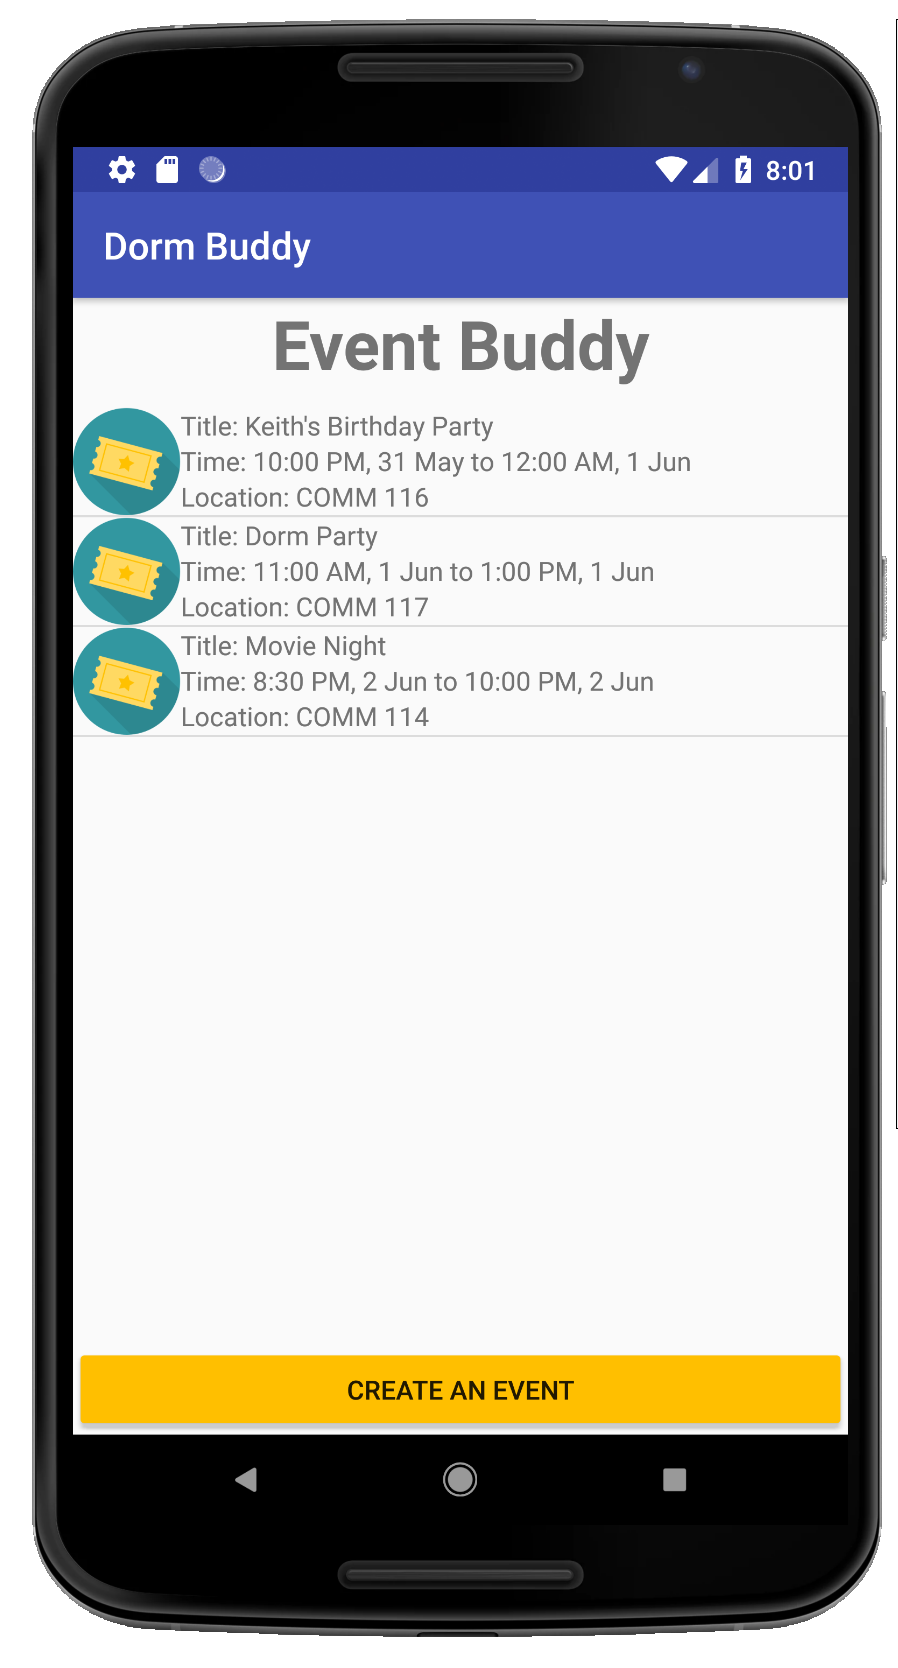 8:01
Dorm Buddy
Event Buddy
Title: Keith's Birthday Party
Time: 10:00 PM, 31 May to 12:00 AM, 1 Jun
Location: COMM 116
Title: Dorm Party
Time: 11:00 AM, 1 Jun to 1:00 PM, 1 Jun
Location: COMM 117
Title: Movie Night
Time: 8:30 PM, 2 Jun to 10:00 PM, 2 Jun
Location: COMM 114
CREATE AN EVENT